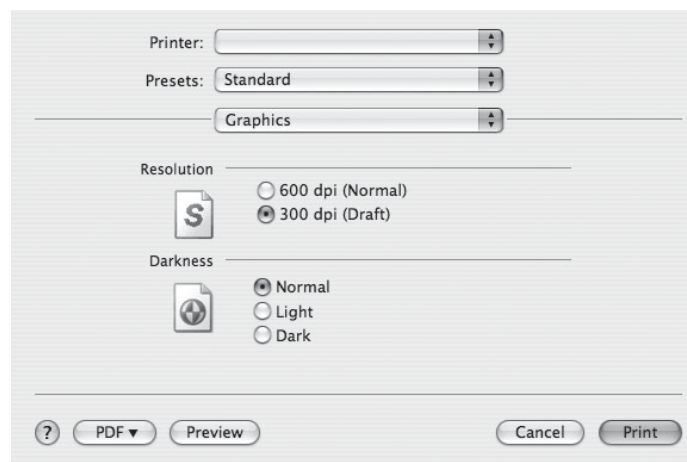 Printer:
Presets: Standard
Graphics
Resolution
600 dpi (Normal)
S
300 dpi (Draft)
Darkness
Normal
Light
Dark
? PDF▼ Preview Cancel Print